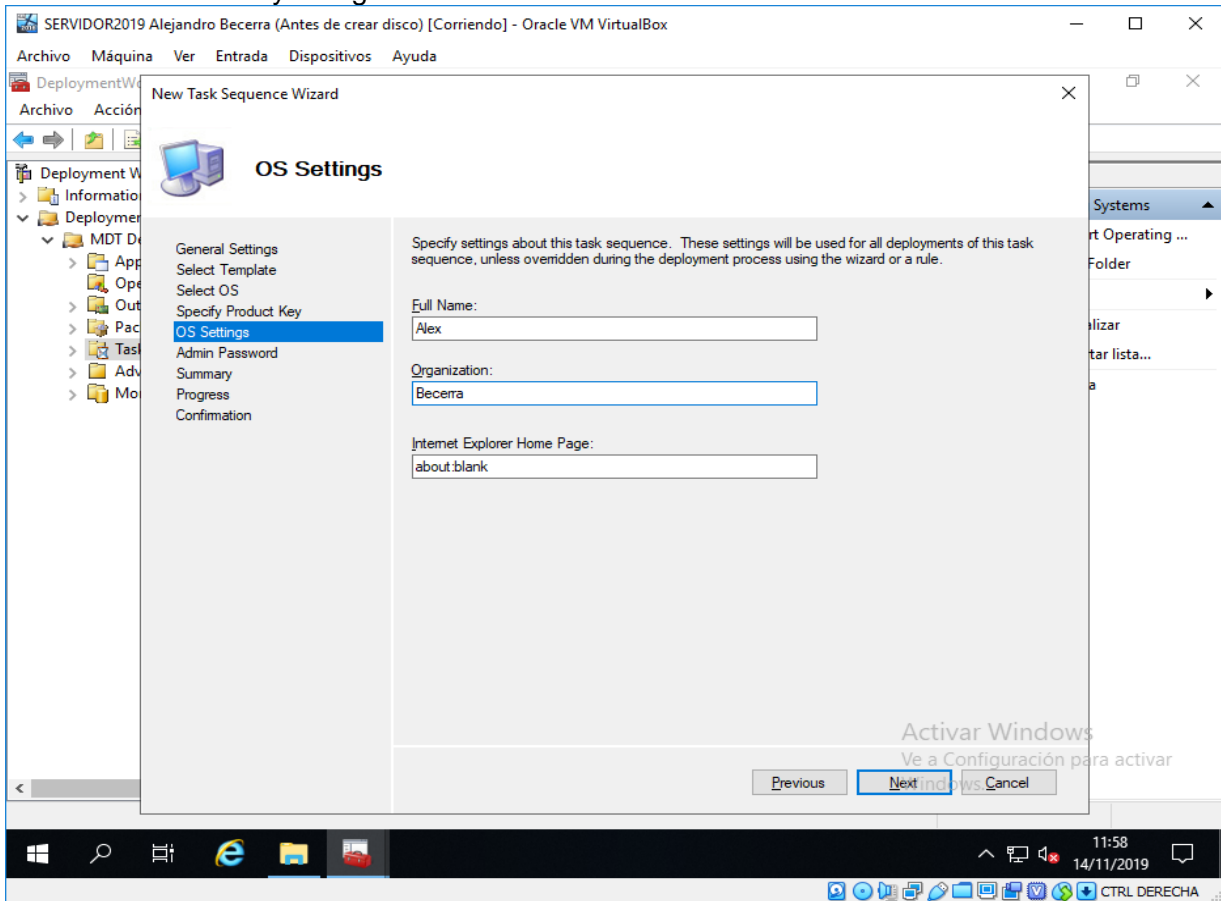 SERVIDOR2019 Alejandro Becerra (Antes de crear disco) [Corriendo] - Oracle VM VirtualBox
Archivo Máquina Ver Entrada Dispositivos Ayuda
New Task Sequence Wizard
Archivo Acción
OS Settings
Deployment W
Informatio
Deploymen
MDT De
App
Ope
Out
Pac
Task
Adv
Mon
General Settings
Select Template
Select OS
Specify Product Key
OS Settings
Admin Password
Summary
Progress
Confirmation
Specify settings about this task sequence. These settings will be used for all deployments of this task
sequence, unless overridden during the deployment process using the wizard or a rule.
Full Name:
Alex
Organization:
Becerra
Internet Explorer Home Page:
about:blank
Systems
rt Operating ...
Folder
alizar
tar lista...
a
Activar Windows
Ve a Configuración para activar
Windows.
Previous Next Cancel
11:58
14/11/2019
CTRL DERECHA